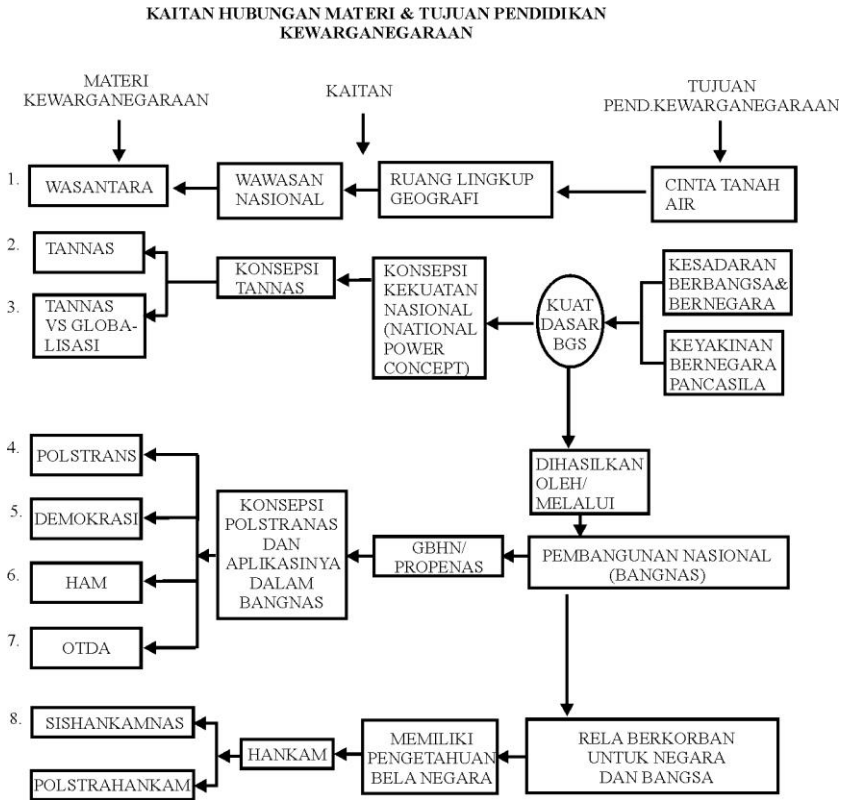 KAITAN HUBUNGAN MATERI & TUJUAN PENDIDIKAN
KEWARGANEGARAAN
MATERI
KEWARGANEGARAAN
KAITAN
TUJUAN
PEND.KEWARGANEGARAAN
1.
WASANTARA
WAWASAN
NASIONAL
RUANG LINGKUP
GEOGRAFI
CINTA TANAH
AIR
2.
TANNAS
3.
TANNAS
VS GLOBA-
LISASI
KONSEPSI
TANNAS
KONSEPSI
KEKUATAN
NASIONAL
(NATIONAL
POWER
CONCEPT)
KUAT
DASAR
BGS
KESADARAN
BERBANGSA&
BERNEGARA
KEYAKINAN
BERNEGARA
PANCASILA
DIHASILKAN
OLEH/
MELALUI
4.
POLSTRANS
5.
DEMOKRASI
6.
HAM
7.
OTDA
KONSEPSI
POLSTRANAS
DAN
APLIKASINYA
DALAM
BANGNAS
GBHN/
PROPENAS
PEMBANGUNAN NASIONAL
(BANGNAS)
8.
SISHANKAMNAS
POLSTRAHANKAM
HANKAM
MEMILIKI
PENGETAHUAN
BELA NEGARA
RELA BERKORBAN
UNTUK NEGARA
DAN BANGSA